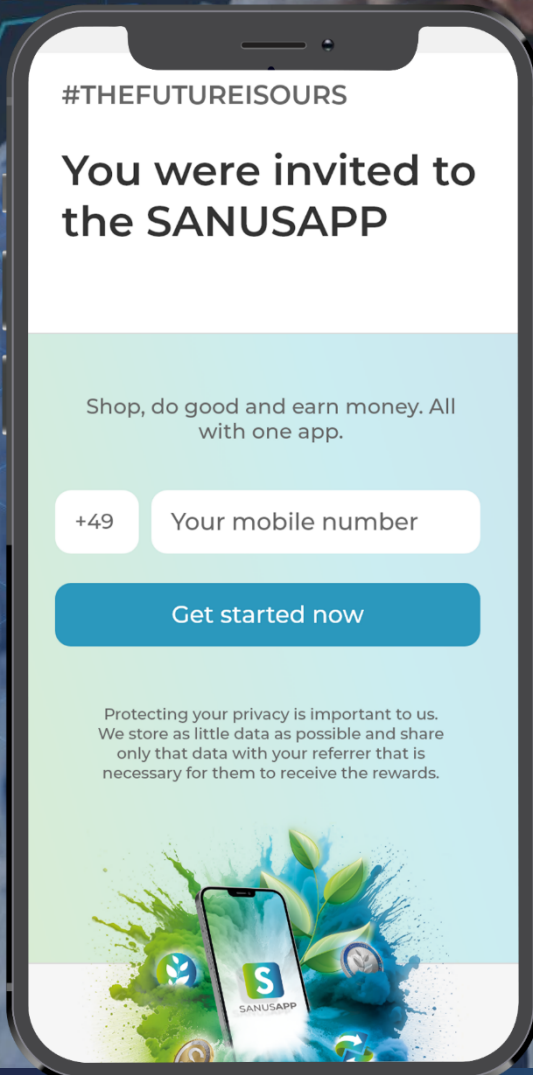 #THEFUTUREISOURS
You were invited to
the SANUSAPP
Shop, do good and earn money. All
with one app.
+49
Your mobile number
Get started now
Protecting your privacy is important to us.
We store as little data as possible and share
only that data with your referrer that is
necessary for them to receive the rewards.
S
SANUSAPP